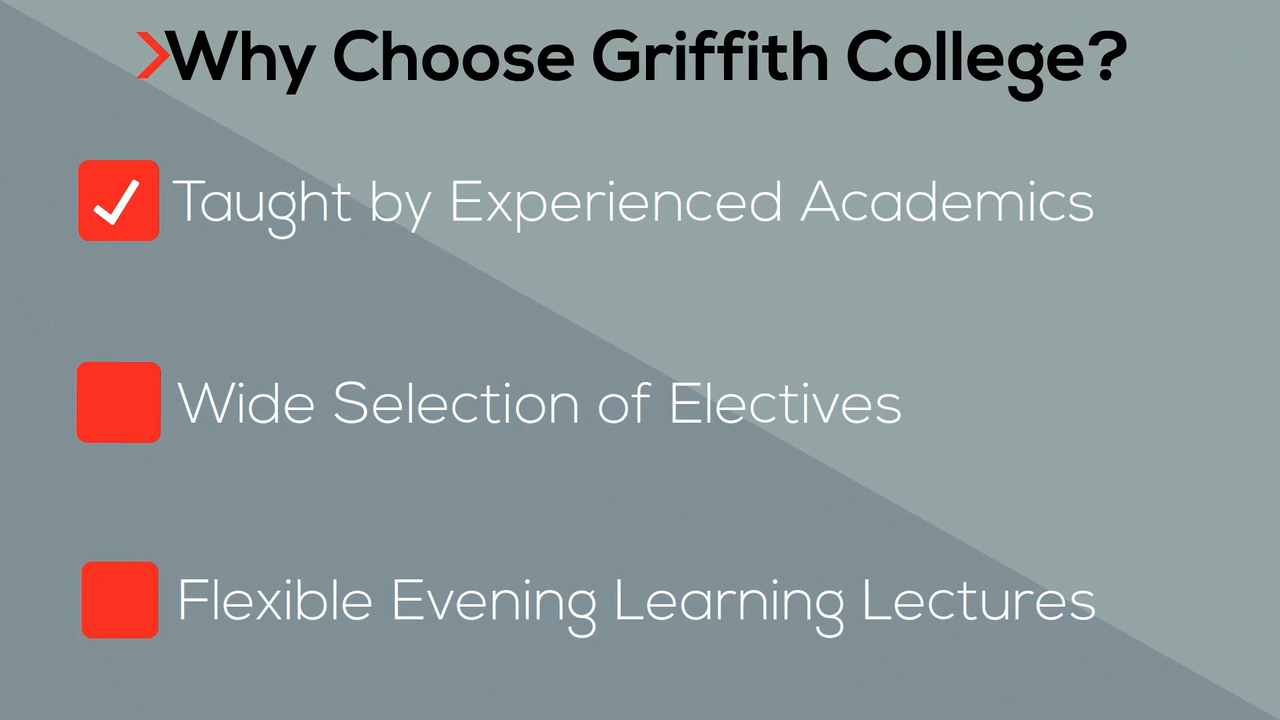 Why Choose Griffith College?
Taught by Experienced Academics
Wide Selection of Electives
Flexible Evening Learning Lectures